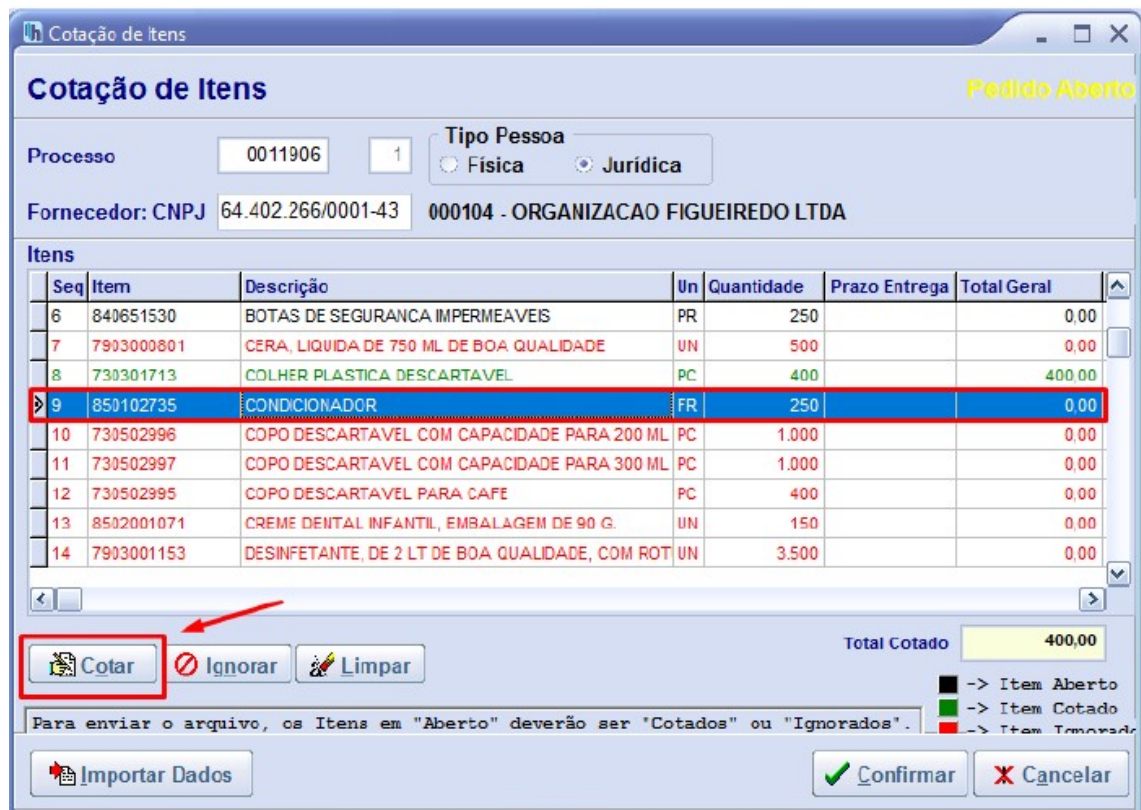 Cotação de Itens
Cotação de Itens
Pedido Aberto
Processo 0011906 1 Tipo Pessoa Física Jurídica
Fornecedor: CNPJ 64.402.266/0001-43 000104 - ORGANIZACAO FIGUEIREDO LTDA
Itens
Seq Item Descrição Un Quantidade Prazo Entrega Total Geral
6 840651530 BOTAS DE SEGURANCA IMPERMEAVEIS PR 250 0,00
7 7903000801 CERA, LIQUIDA DE 750 ML DE BOA QUALIDADE UN 500 0,00
8 730301713 COLHER PLASTICA DESCARTAVEL PC 400 400,00
9 850102735 CONDICIONADOR FR 250 0,00
10 730502996 COPO DESCARTAVEL COM CAPACIDADE PARA 200 ML PC 1.000 0,00
11 730502997 COPO DESCARTAVEL COM CAPACIDADE PARA 300 ML PC 1.000 0,00
12 730502995 COPO DESCARTAVEL PARA CAFE PC 400 0,00
13 8502001071 CREME DENTAL INFANTIL, EMBALAGEM DE 90 G. UN 150 0,00
14 7903001153 DESINFETANTE, DE 2 LT DE BOA QUALIDADE, COM ROT UN 3.500 0,00
Total Cotado 400,00
Cotar Ignorar Limpar
-> Item Aberto
-> Item Cotado
-> Item Ignorado
Para enviar o arquivo, os Itens em "Aberto" deverão ser "Cotados" ou "Ignorados".
Importar Dados Confirmar Cancelar